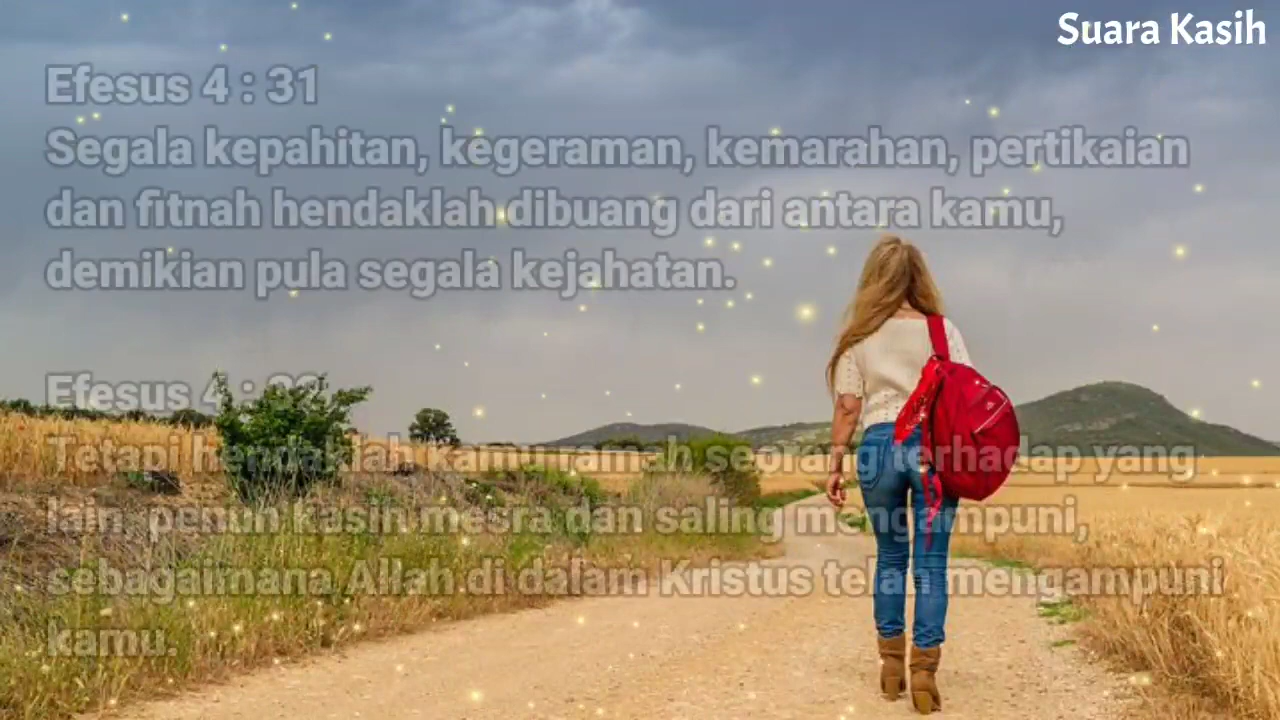 Suara Kasih
Efesus 4 : 31
Segala kepahitan, kegeraman, kemarahan, pertikaian
dan fitnah hendaklah dibuang dari antara kamu,
demikian pula segala kejahatan.
Efesus 4 : 32
Tetapi hendaklah kamu ramah seorang terhadap yang
lain, penuh kasih mesra dan saling mengampuni,
sebagaimana Allah di dalam Kristus telah mengampuni
kamu.